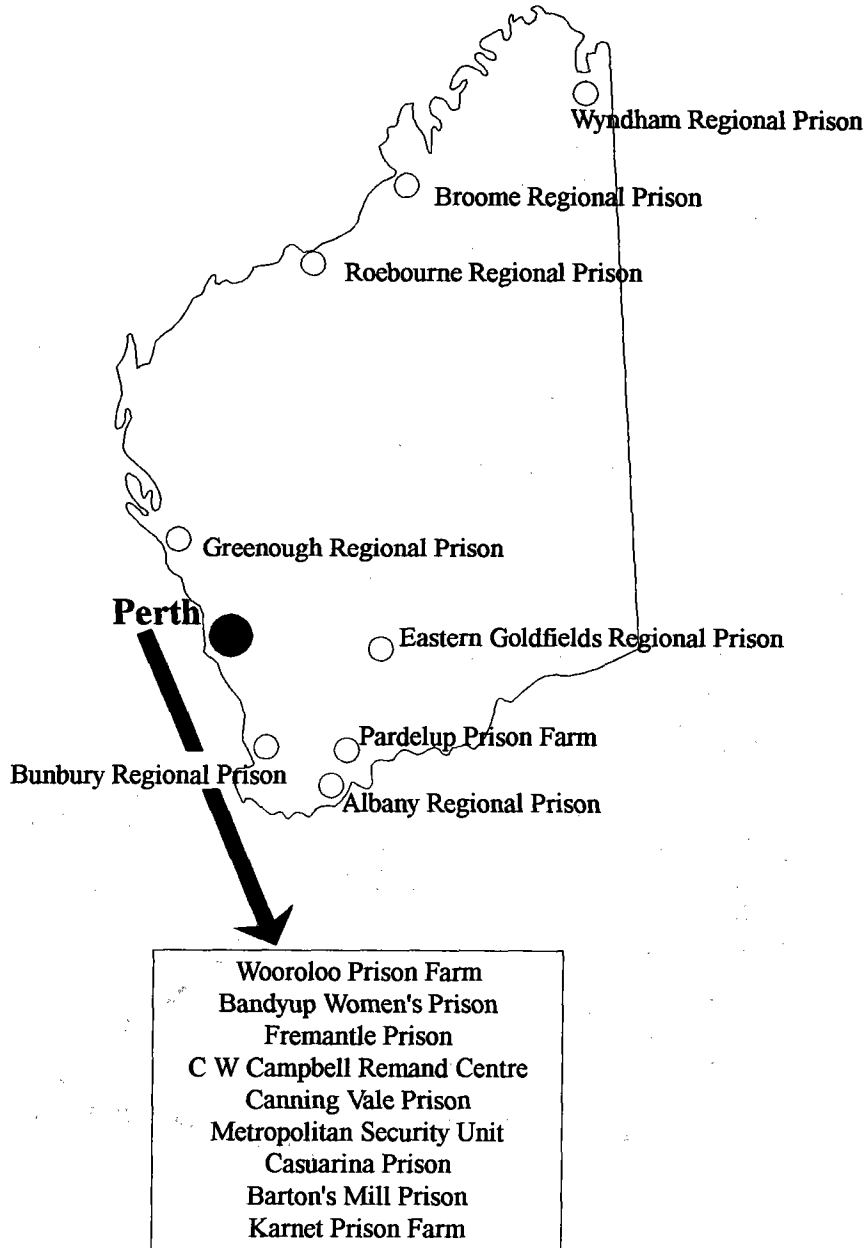 Wyndham Regional Prison
Broome Regional Prison
Roebourne Regional Prison
Greenough Regional Prison
Perth
Eastern Goldfields Regional Prison
Pardelup Prison Farm
Bunbury Regional Prison
Albany Regional Prison
Wooroloo Prison Farm
Bandyup Women's Prison
Fremantle Prison
C W Campbell Remand Centre
Canning Vale Prison
Metropolitan Security Unit
Casuarina Prison
Barton's Mill Prison
Karnet Prison Farm